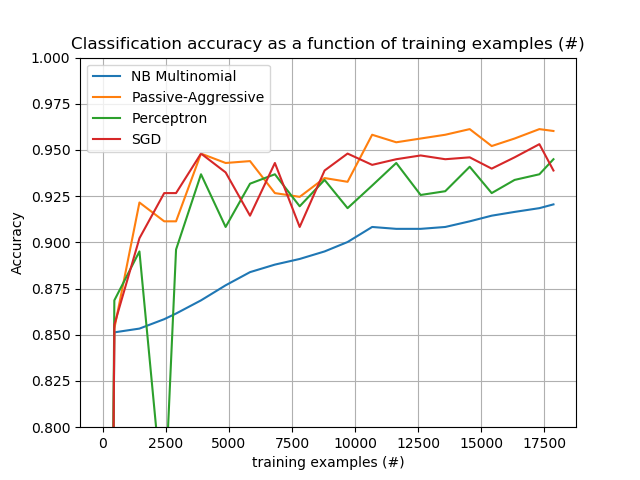 Classification accuracy as a function of training examples (#)
1.000
0.975
0.950
0.925
0.900
0.875
0.850
0.825
0.800
Accuracy
NB Multinomial
Passive-Aggressive
Perceptron
SGD
0 2500 5000 7500 10000 12500 15000 17500
training examples (#)